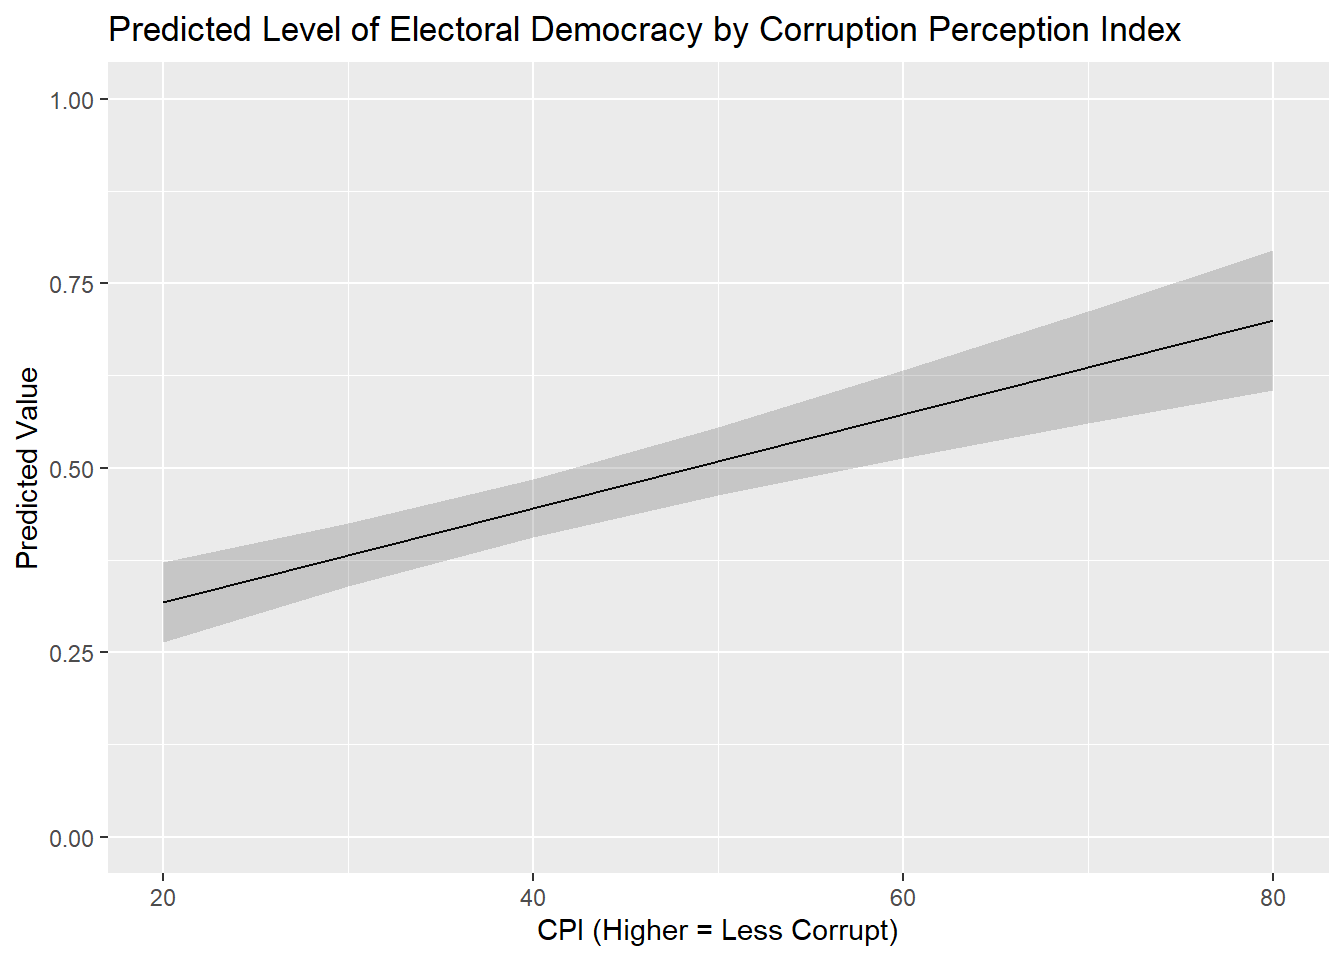 Predicted Level of Electoral Democracy by Corruption Perception Index
1.00
0.75
0.50
0.25
0.00
Predicted Value
20 40 60 80
CPI (Higher = Less Corrupt)